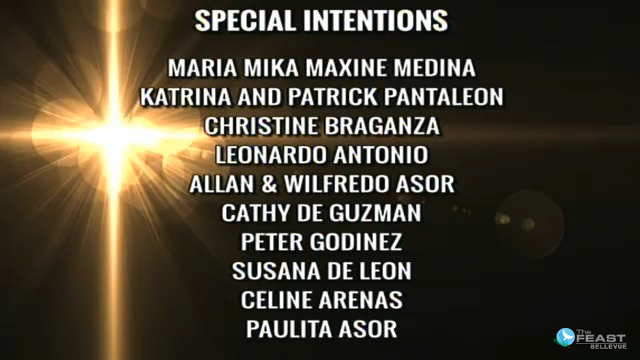 SPECIAL INTENTIONS
MARIA MIKA MAXINE MEDINA
KATRINA AND PATRICK PANTALEON
CHRISTINE BRAGANZA
LEONARDO ANTONIO
ALLAN & WILFREDO ASOR
CATHY DE GUZMAN
PETER GODINEZ
SUSANA DE LEON
CELINE ARENAS
PAULITA ASOR
The
FEAST
BELLEVUE